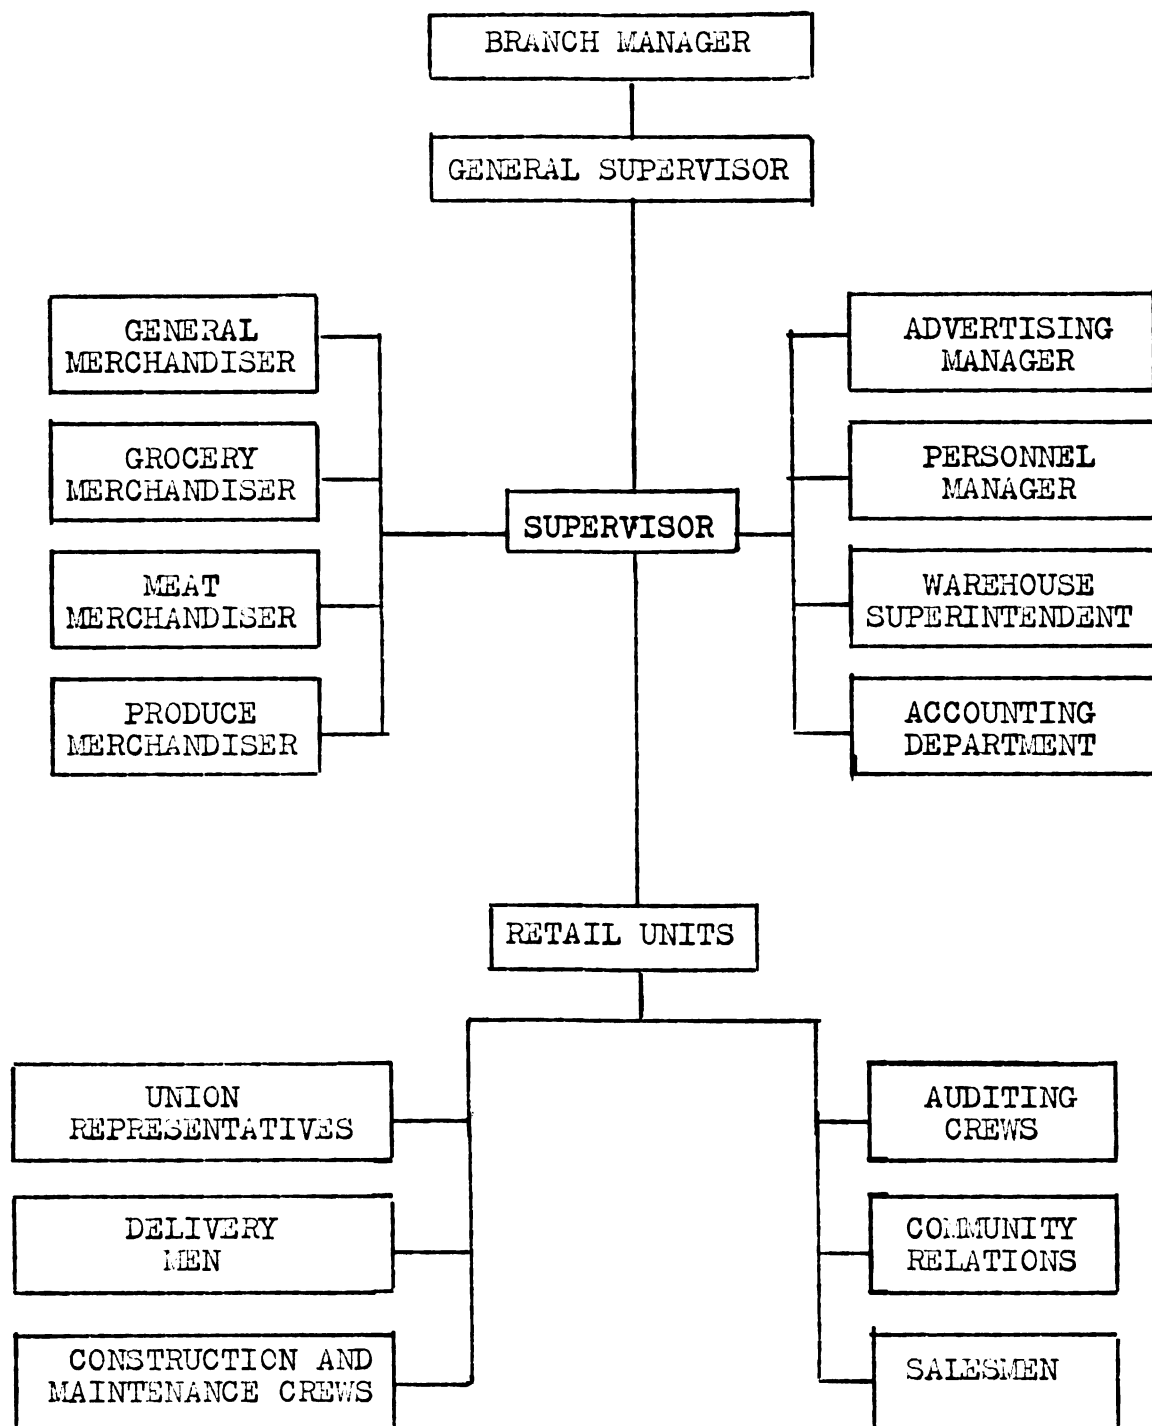 BRANCH MANAGER
GENERAL SUPERVISOR
GENERAL
MERCHANDISER
GROCERY
MERCHANDISER
MEAT
MERCHANDISER
PRODUCE
MERCHANDISER
SUPERVISOR
ADVERTISING
MANAGER
PERSONNEL
MANAGER
WAREHOUSE
SUPERINTENDENT
ACCOUNTING
DEPARTMENT
RETAIL UNITS
UNION
REPRESENTATIVES
DELIVERY
MEN
CONSTRUCTION AND
MAINTENANCE CREWS
AUDITING
CREWS
COMMUNITY
RELATIONS
SALESMEN